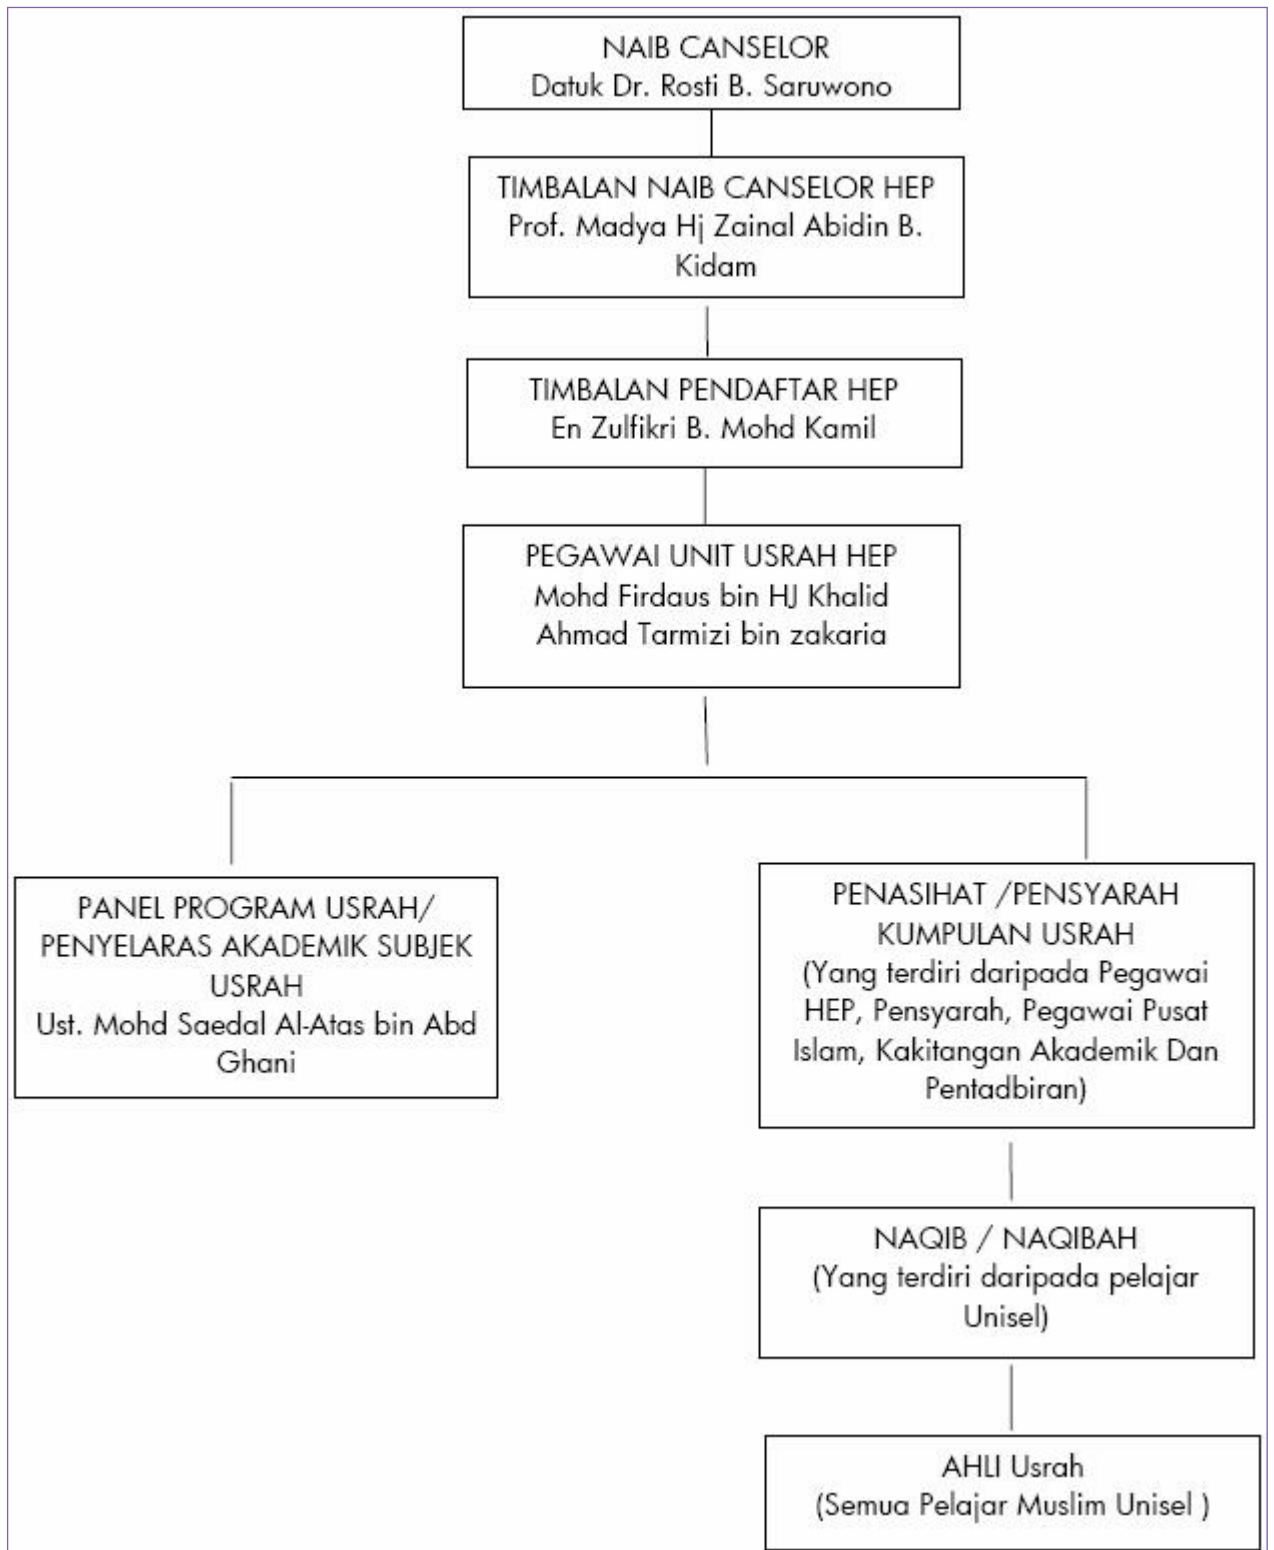 NAIB CANSELOR
Datuk Dr. Rosti B. Saruwono
TIMBALAN NAIB CANSELOR HEP
Prof. Madya Hj Zainal Abidin B.
Kidam
TIMBALAN PENDAFTAR HEP
En Zulfikri B. Mohd Kamil
PEGAWAI UNIT USRAH HEP
Mohd Firdaus bin HJ Khalid
Ahmad Tarmizi bin zakaria
PANEL PROGRAM USRAH/
PENYELARAS AKADEMIK SUBJEK
USRAH
Ust. Mohd Saedal Al-Atas bin Abd
Ghani
PENASIHAT /PENSYARAH
KUMPULAN USRAH
(Yang terdiri daripada Pegawai
HEP, Pensyarah, Pegawai Pusat
Islam, Kakitangan Akademik Dan
Pentadbiran)
NAQIB / NAQIBAH
(Yang terdiri daripada pelajar
Unisel)
AHLI Usrah
(Semua Pelajar Muslim Unisel )